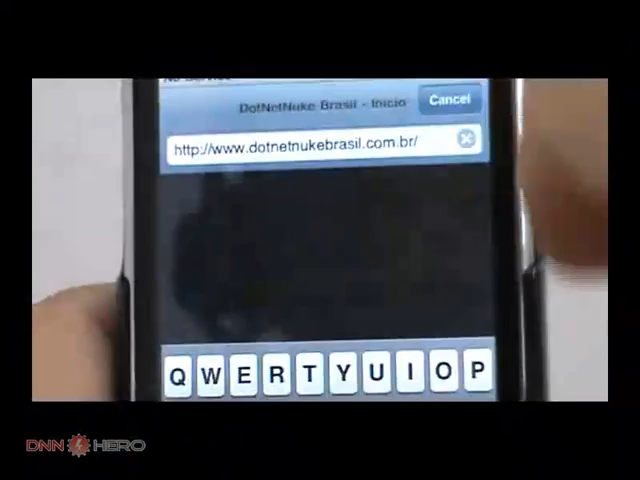 DotNetNuke Brasil - Inicio
Cancel
http://www.dotnetnukebrasil.com.br/
Q W E R T Y U I O P
DNN HERO